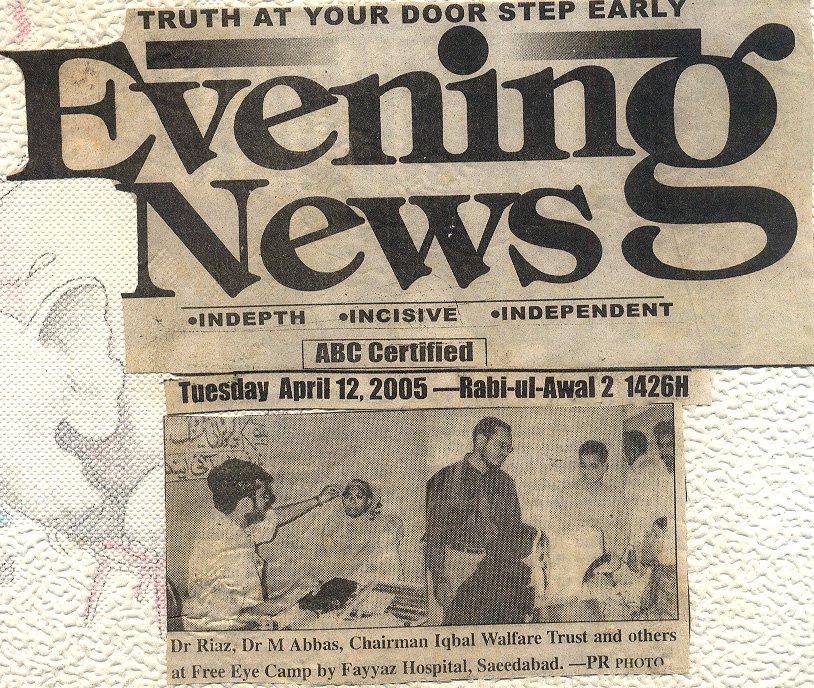 TRUTH AT YOUR DOOR STEP EARLY
Evening
News
•INDEPTH •INCISIVE •INDEPENDENT
ABC Certified
Tuesday April 12, 2005 —Rabi-ul-Awal 2 1426H
Dr Riaz, Dr M Abbas, Chairman Iqbal Welfare Trust and others
at Free Eye Camp by Fayyaz Hospital, Saeedabad. —PR PHOTO